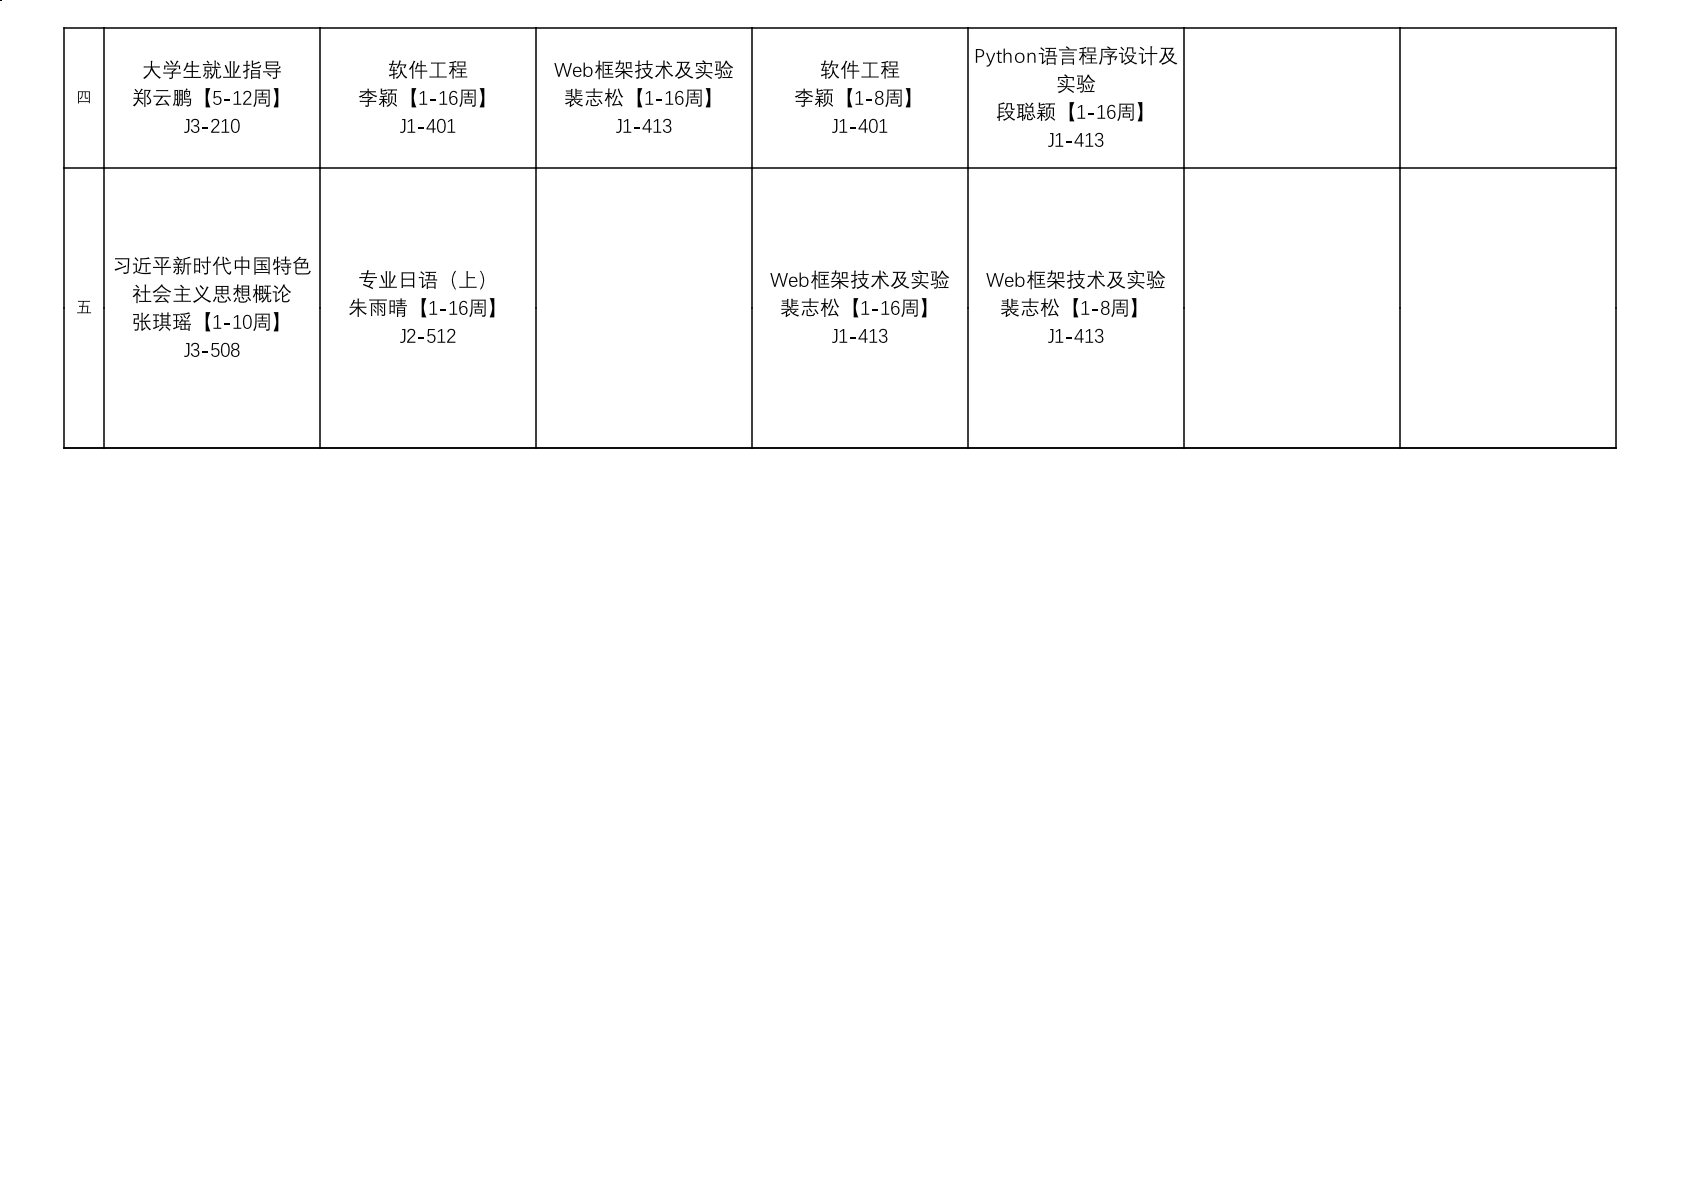 四
大学生就业指导
郑云鹏【5-12周】
J3-210
软件工程
李颖【1-16周】
J1-401
Web框架技术及实验
裴志松【1-16周】
J1-413
软件工程
李颖【1-8周】
J1-401
Python语言程序设计及
实验
段聪颖【1-16周】
J1-413
五
习近平新时代中国特色
社会主义思想概论
张琪瑶【1-10周】
J3-508
专业日语（上）
朱雨晴【1-16周】
J2-512
Web框架技术及实验
裴志松【1-16周】
J1-413
Web框架技术及实验
裴志松【1-8周】
J1-413